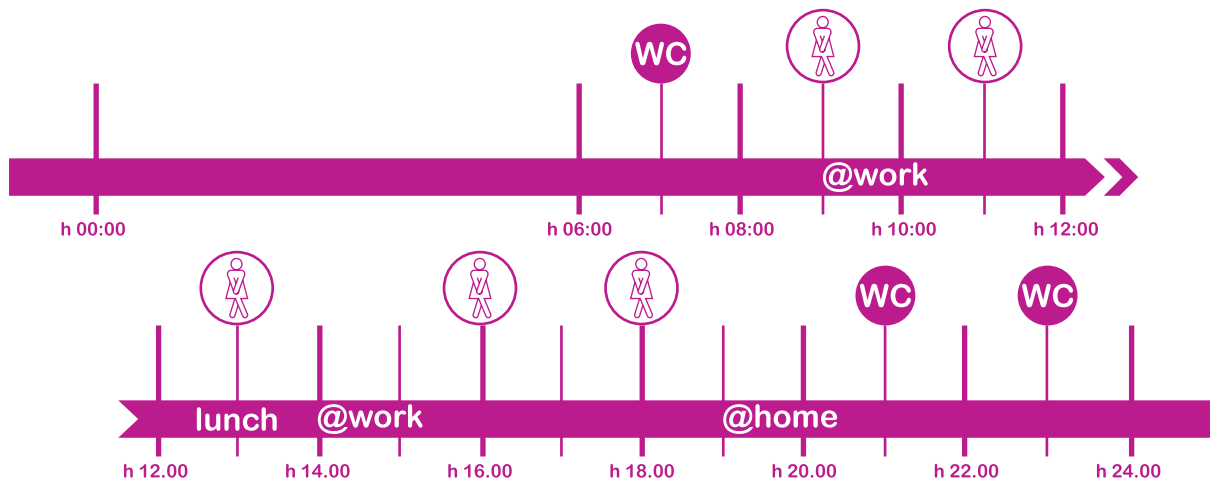 WC
@work
h 00:00 h 06:00 h 08:00 h 10:00 h 12:00
WC WC
lunch @work @home
h 12.00 h 14.00 h 16.00 h 18.00 h 20.00 h 22.00 h 24.00